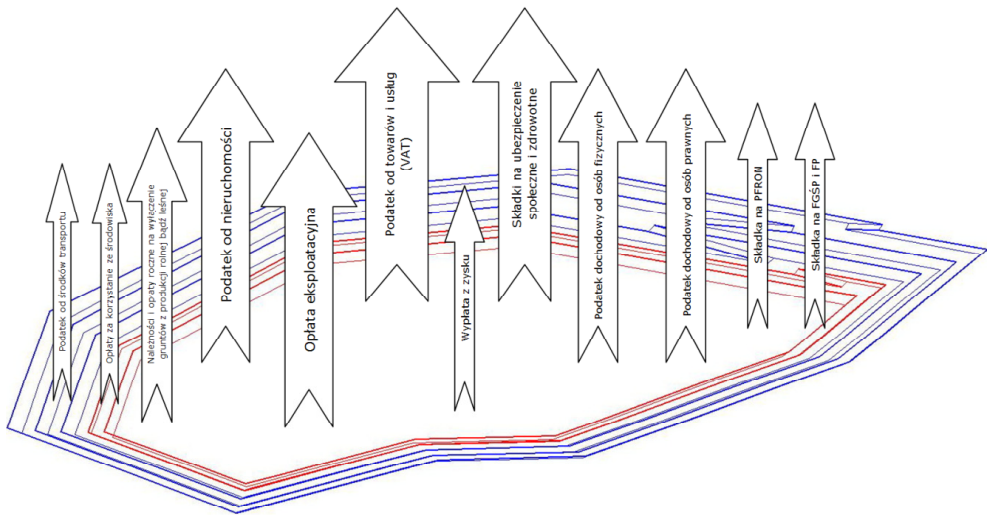 Podatek od środków transportu
Opłaty za korzystanie ze środowiska
Należności i opłaty roczne na wyłączenie
gruntów z produkcji rolnej bądź leśnej
Podatek od nieruchomości
Opłata eksploatacyjna
Podatek od towarów i usług
(VAT)
Wypłata z zysku
Składki na ubezpieczenie
społeczne i zdrowotne
Podatek dochodowy od osób fizycznych
Podatek dochodowy od osób prawnych
Składka na PFRON
Składka na FGŚP i FP